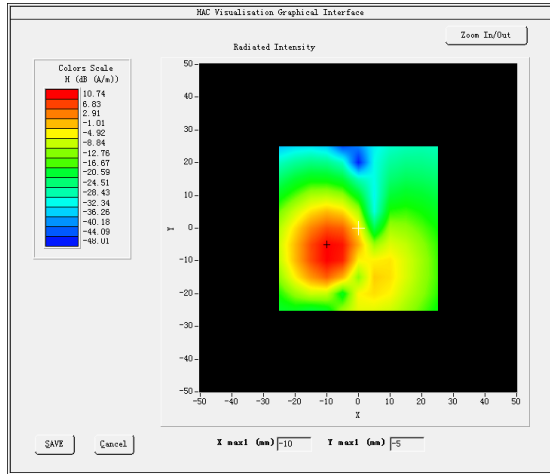 HAC Visualisation Graphical Interface
Zoom In/Out
Radiated Intensity
Colors Scale
H (dB (A/m))
10.74
6.83
2.91
-1.01
-4.92
-8.84
-12.76
-16.67
-20.59
-24.51
-28.43
-32.34
-36.26
-40.18
-44.09
-48.01
50
40
30
20
10
0
-10
-20
-30
-40
-50
Y
-50 -40 -30 -20 -10 0 10 20 30 40 50
X
SAVE
Cancel
X max1 (mm) -10
Y max1 (mm) -5